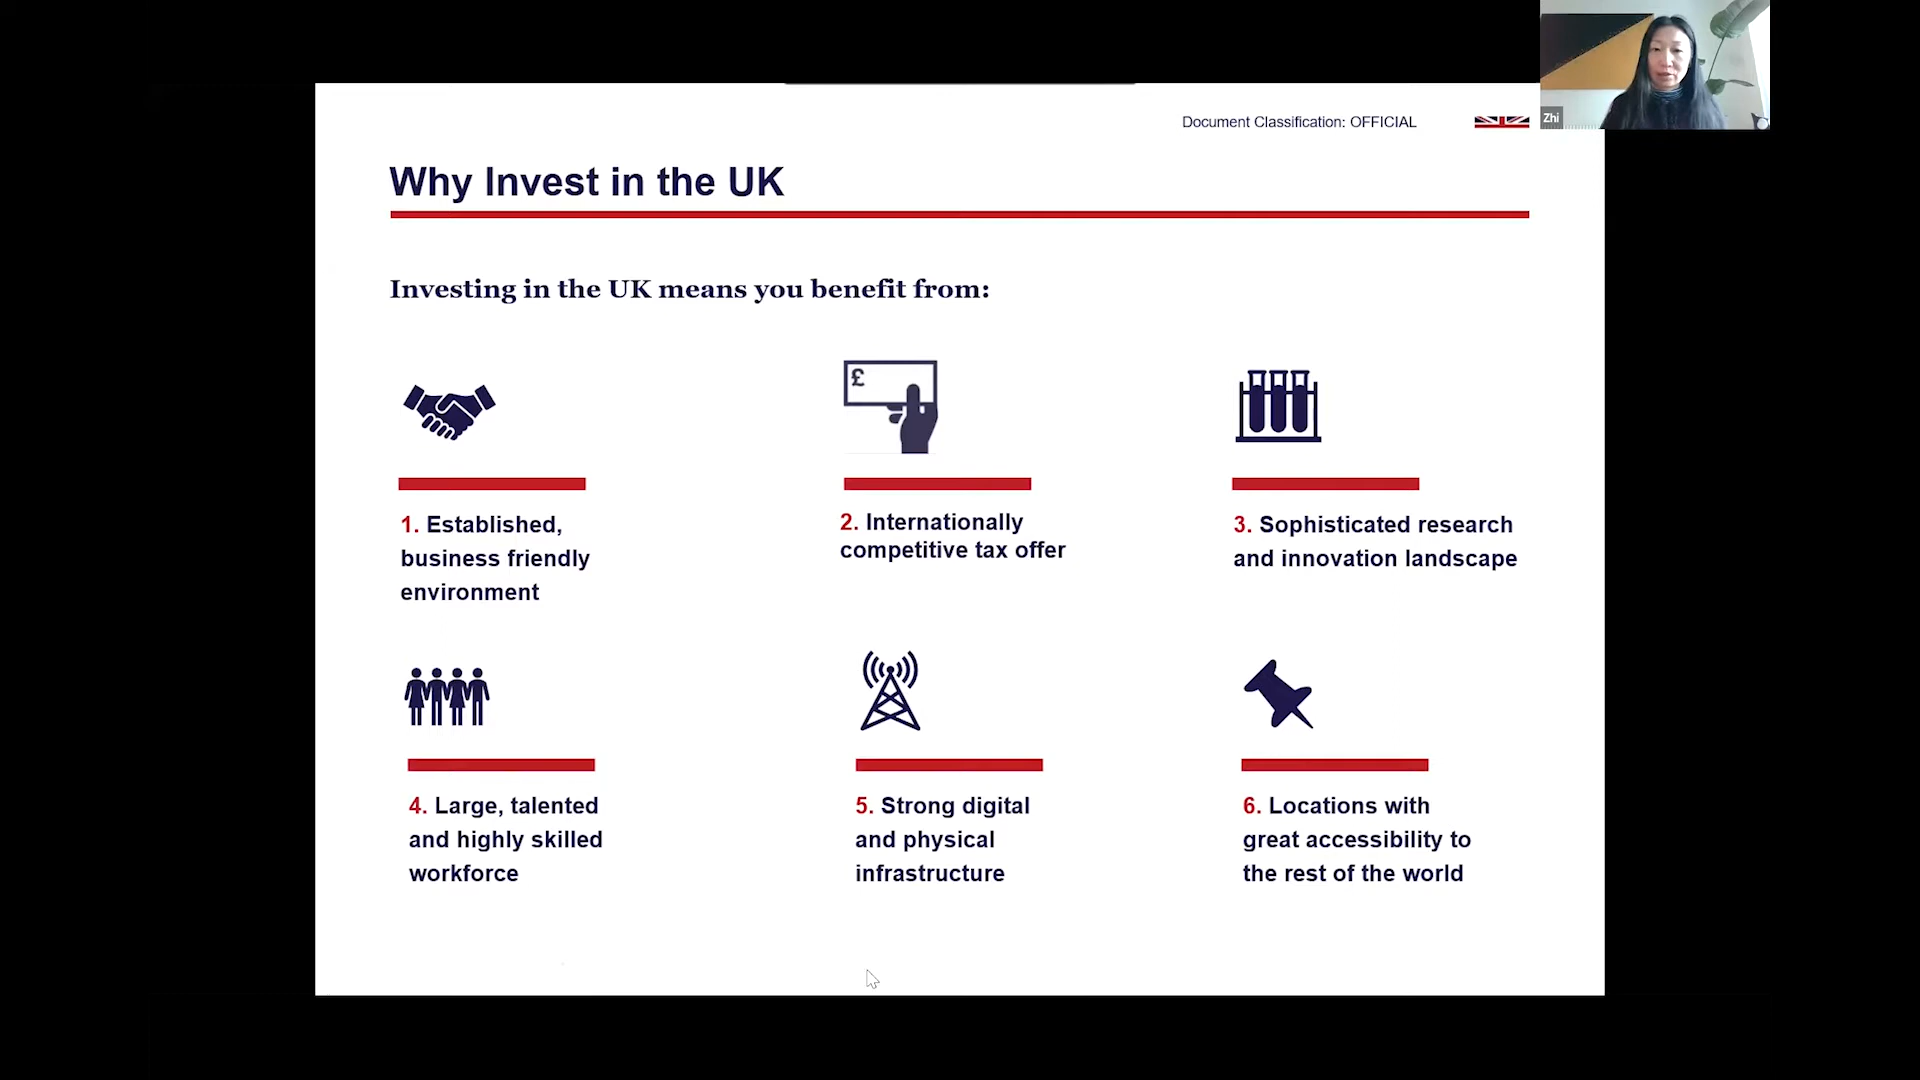 Document Classification: OFFICIAL
Zhi
Why Invest in the UK
Investing in the UK means you benefit from:
£
1. Established,
business friendly
environment
2. Internationally
competitive tax offer
3. Sophisticated research
and innovation landscape
4. Large, talented
and highly skilled
workforce
5. Strong digital
and physical
infrastructure
6. Locations with
great accessibility to
the rest of the world